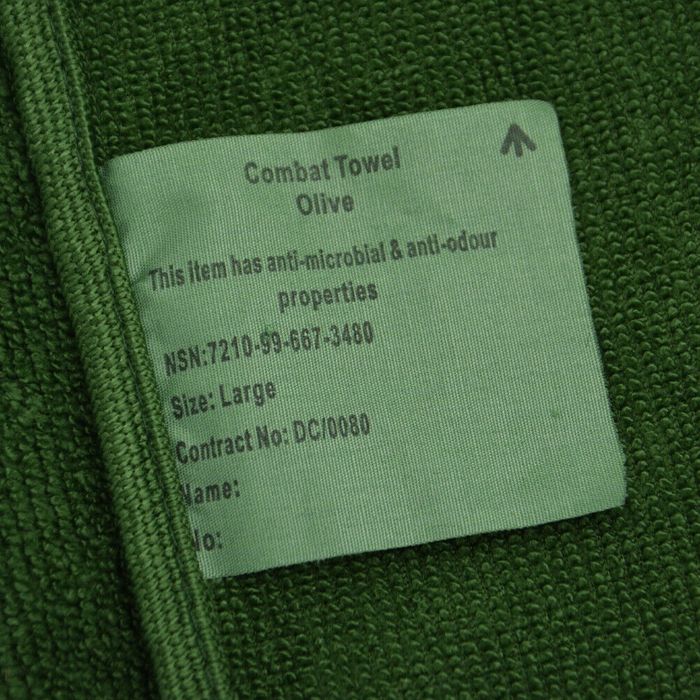 Combat Towel
Olive
This item has anti-microbial & anti-odour
properties
NSN:7210-99-667-3480
Size: Large
Contract No: DC/0080
Name:
No: